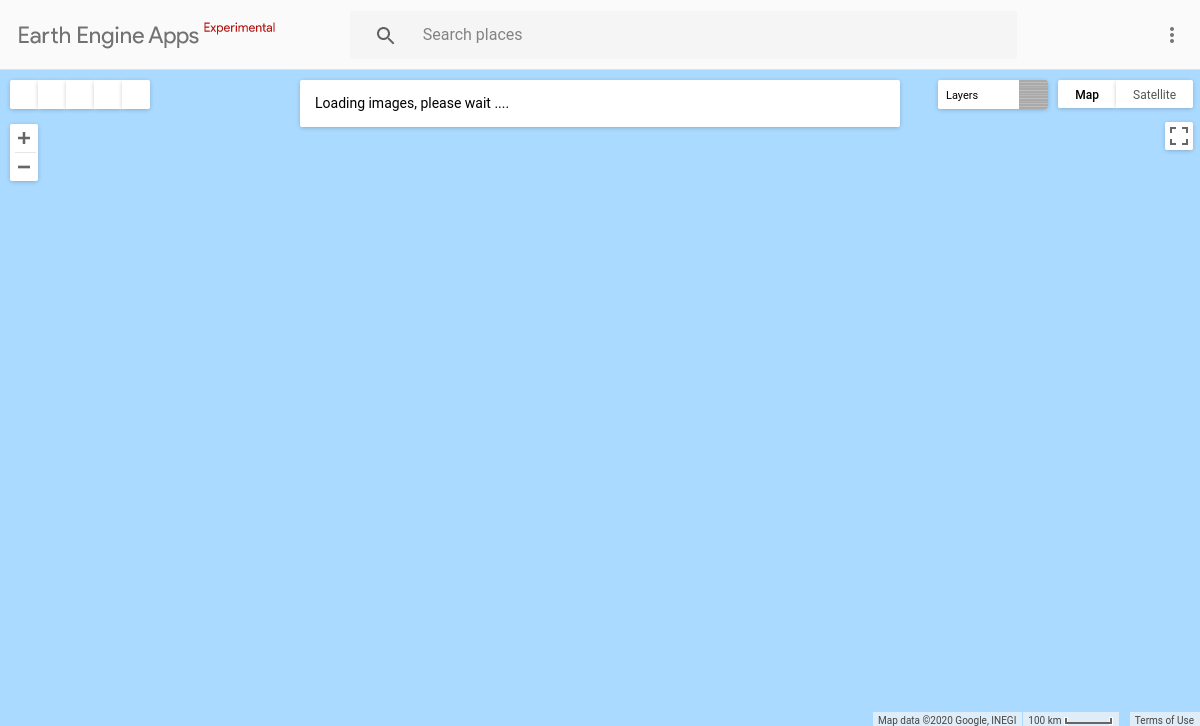 Earth Engine Apps Experimental
Search places
Loading images, please wait ....
Layers
Map
Satellite
Map data ©2020 Google, INEGI
100 km
Terms of Use